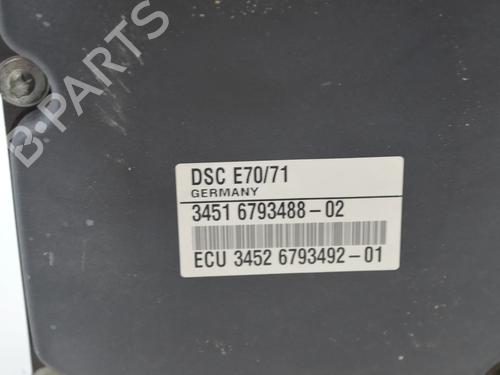 B-PARTS
DSC E70/71
GERMANY
3451 6793488-02
ECU 3452 6793492-01